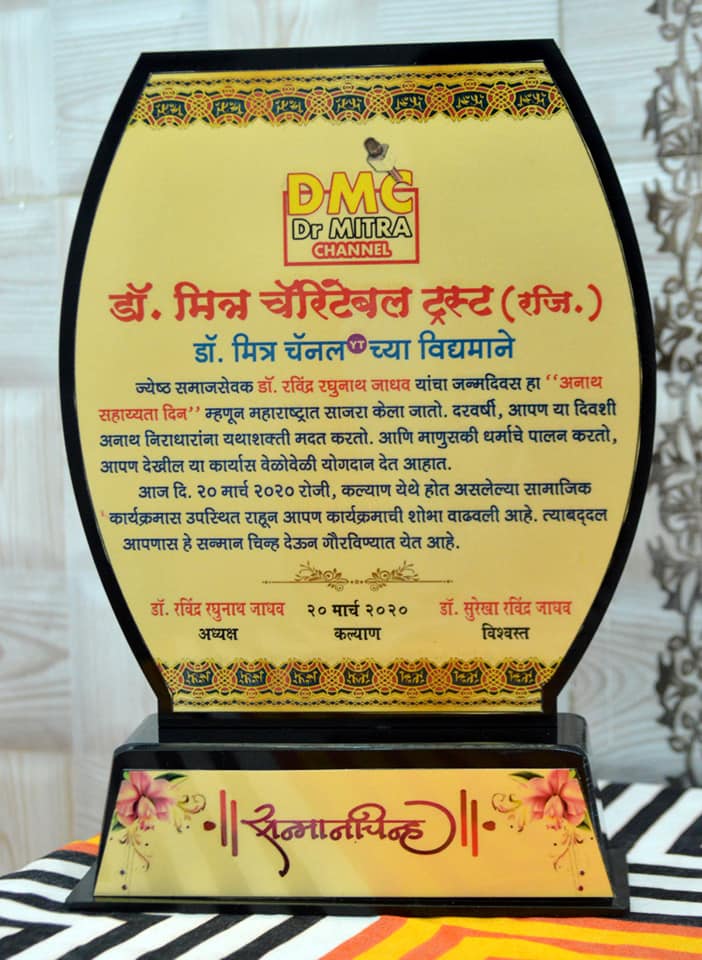 DMC
Dr MITRA
CHANNEL
डॉ. मित्र चॅरिटेबल ट्रस्ट (रजि.)
डॉ. मित्र चॅनल YT च्या विद्यमाने
ज्येष्ठ समाजसेवक डॉ. रविंद्र रघुनाथ जाधव यांचा जन्मदिवस हा ‘‘अनाथ
सहाय्यता दिन’’ म्हणून महाराष्ट्रात साजरा केला जातो. दरवर्षी, आपण या दिवशी
अनाथ निराधारांना यथाशक्ती मदत करतो. आणि माणुसकी धर्माचे पालन करतो,
आपण देखील या कार्यास वेळोवेळी योगदान देत आहात.
आज दि. २० मार्च २०२० रोजी, कल्याण येथे होत असलेल्या सामाजिक
कार्यक्रमास उपस्थित राहून आपण कार्यक्रमाची शोभा वाढवली आहे. त्याबद्दल
आपणास हे सन्मान चिन्ह देऊन गौरविण्यात येत आहे.
डॉ. रविंद्र रघुनाथ जाधव २० मार्च २०२० डॉ. सुरेखा रविंद्र जाधव
अध्यक्ष कल्याण विश्वस्त
॥ सन्मानचिन्ह ॥